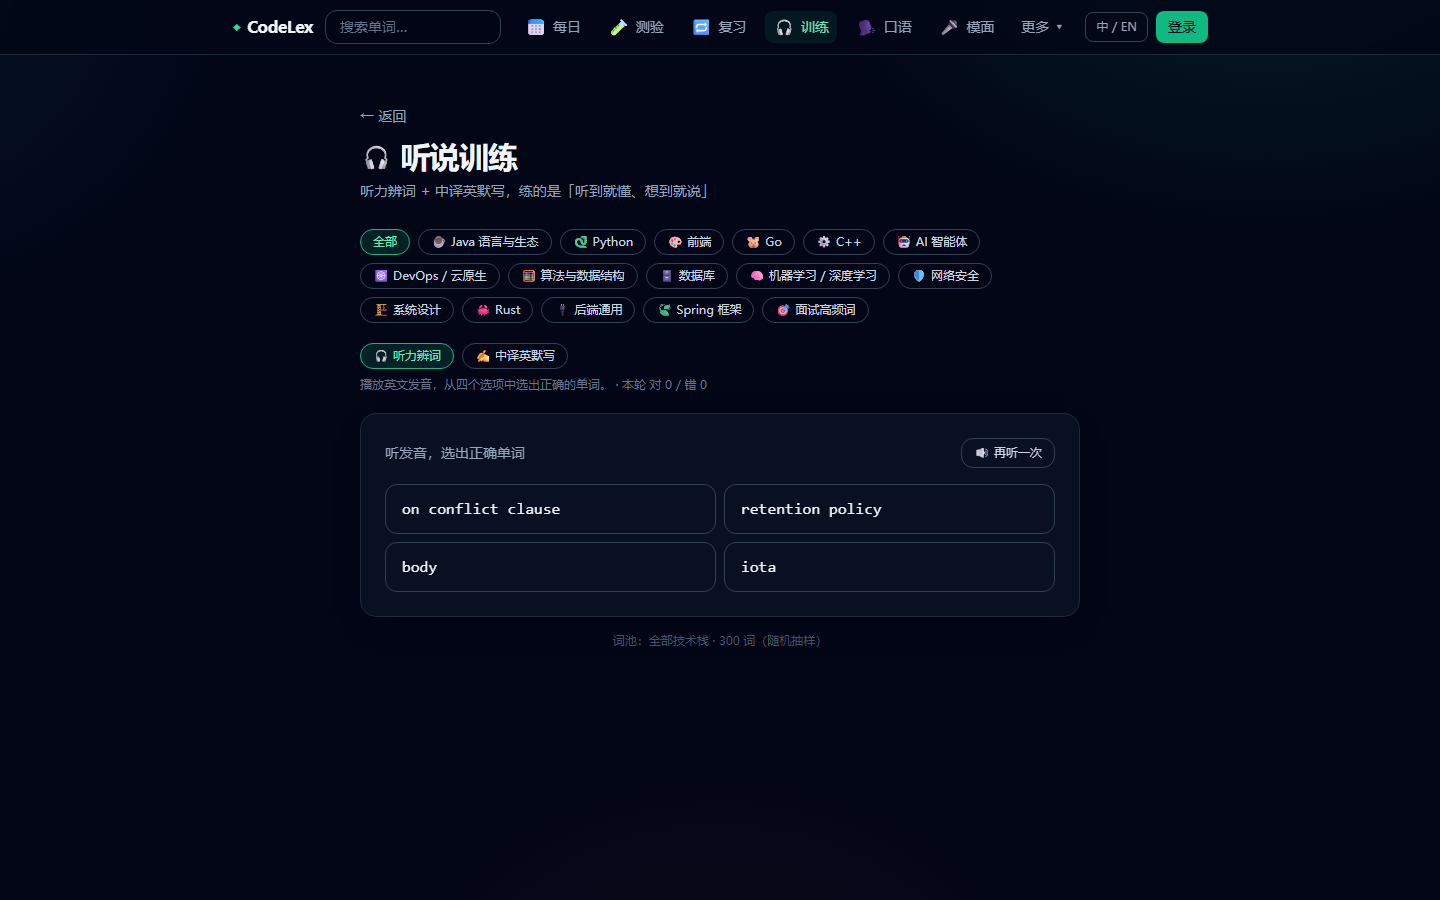 CodeLex 搜索单词... 每日 测验 复习 训练 口语 模面 更多 中 / EN 登录
← 返回
听说训练
听力辨词 + 中译英默写，练的是「听到就懂、想到就说」
全部 Java 语言与生态 Python 前端 Go C++ AI 智能体
DevOps / 云原生 算法与数据结构 数据库 机器学习 / 深度学习 网络安全
系统设计 Rust 后端通用 Spring 框架 面试高频词
听力辨词 中译英默写
播放英文发音，从四个选项中选出正确的单词。 · 本轮 对 0 / 错 0
听发音，选出正确单词 再听一次
on conflict clause retention policy
body iota
词池：全部技术栈 · 300 词（随机抽样）